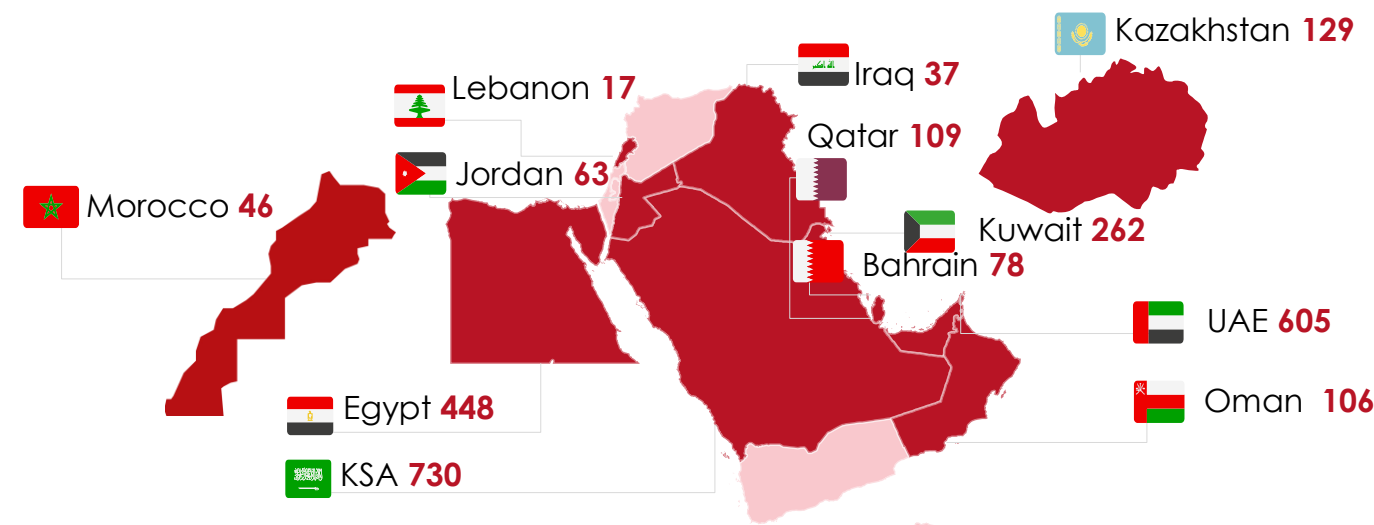 Kazakhstan 129
Iraq 37
Lebanon 17
Qatar 109
Jordan 63
Morocco 46
Kuwait 262
Bahrain 78
UAE 605
Oman 106
Egypt 448
KSA 730